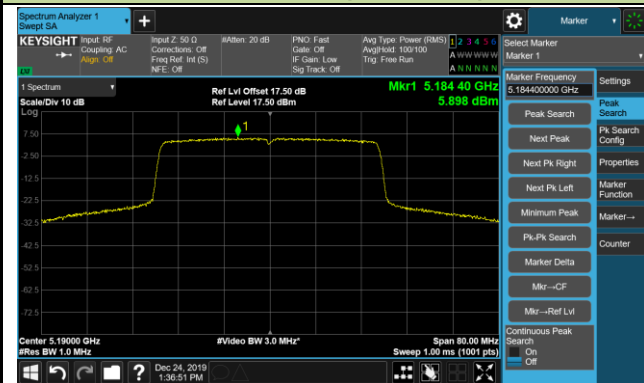 Spectrum Analyzer 1
Swept SA
Marker
KEYSIGHT
Input: RF
Coupling: AC
Align: Off
Input Z: 50 Ω
Corrections: Off
Freq Ref: Int (S)
NFE: Off
#Atten: 20 dB
PNO: Fast
Gate: Off
IF Gain: Low
Sig Track: Off
Avg Type: Power (RMS)
Avg|Hold: 100/100
Trig: Free Run
1 2 3 4 5 6
A W W W W W
A N N N N N
LW
Select Marker
Marker 1
1 Spectrum
Scale/Div 10 dB
Log
Ref Lvl Offset 17.50 dB
Ref Level 17.50 dBm
Mkr1 5.184 40 GHz
5.898 dBm
1
7.50
-2.50
-12.5
-22.5
-32.5
-42.5
-52.5
-62.5
-72.5
Center 5.19000 GHz
#Res BW 1.0 MHz
#Video BW 3.0 MHz*
Span 80.00 MHz
Sweep 1.00 ms (1001 pts)
Marker Frequency
5.184400000 GHz
Peak Search
Next Peak
Next Pk Right
Next Pk Left
Minimum Peak
Pk-Pk Search
Marker Delta
Mkr→CF
Mkr→Ref Lvl
Continuous Peak
Search
On
Off
Settings
Peak
Search
Pk Search
Config
Properties
Marker
Function
Marker→
Counter
Dec 24, 2019
1:36:51 PM